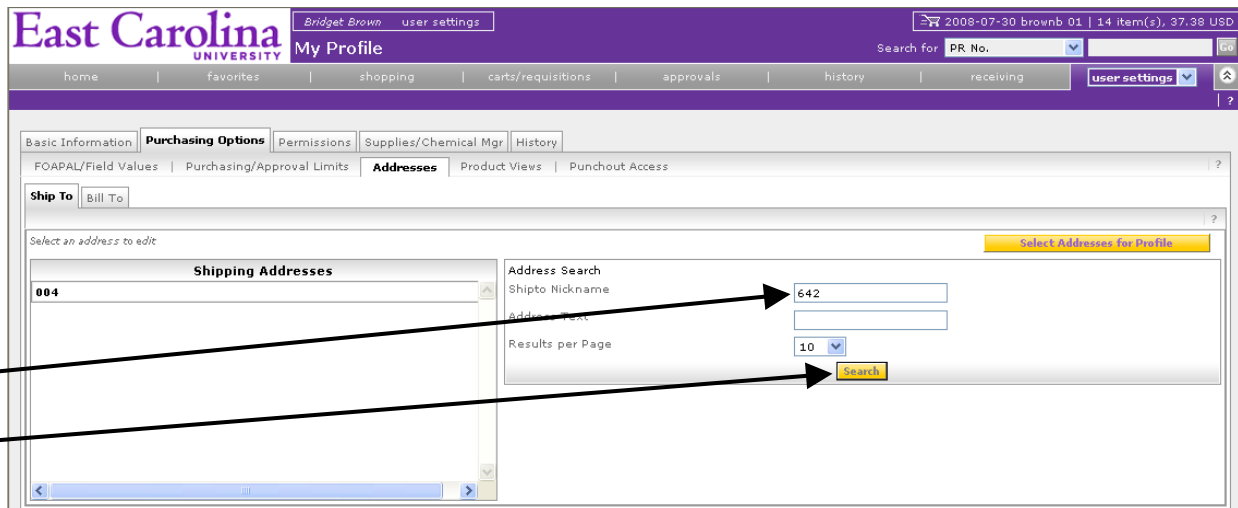 East Carolina
UNIVERSITY
Bridget Brown user settings
2008-07-30 brownb 01 | 14 item(s), 37.38 USD
My Profile
Search for PR No. Go
home | favorites | shopping | carts/requisitions | approvals | history | receiving user settings
?
Basic Information Purchasing Options Permissions Supplies/Chemical Mgr History
FOAPAL/Field Values | Purchasing/Approval Limits Addresses Product Views | Punchout Access ?
Ship To Bill To
?
Select an address to edit Select Addresses for Profile
Shipping Addresses
004
Address Search
Shipto Nickname 642
Address Text
Results per Page 10
Search